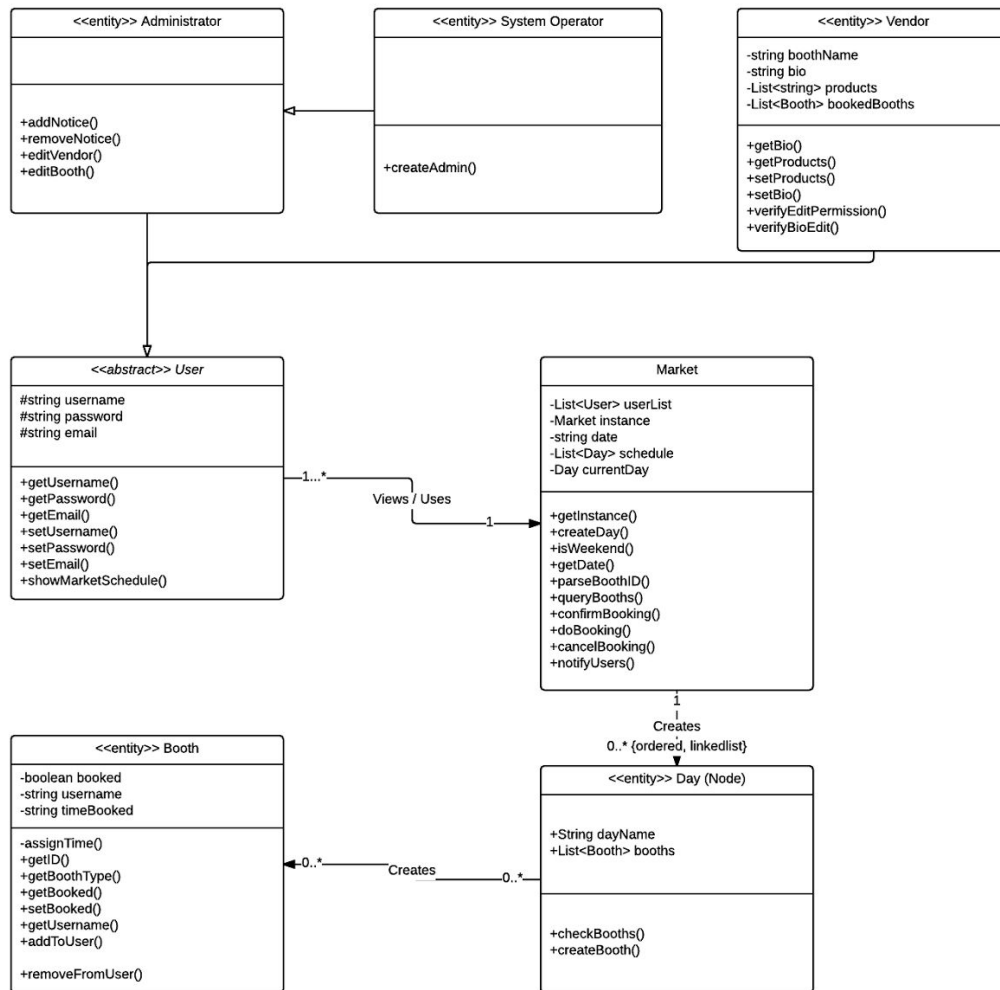 <<entity>> Administrator
+addNotice()
+removeNotice()
+editVendor()
+editBooth()
<<entity>> System Operator
+createAdmin()
<<entity>> Vendor
-string boothName
-string bio
-List<string> products
-List<Booth> bookedBooths
+getBio()
+getProducts()
+setProducts()
+setBio()
+verifyEditPermission()
+verifyBioEdit()
<<abstract>> User
#string username
#string password
#string email
+getUsername()
+getPassword()
+getEmail()
+setUsername()
+setPassword()
+setEmail()
+showMarketSchedule()
1...*
Views / Uses
1
Market
-List<User> userList
-Market instance
-string date
-List<Day> schedule
-Day currentDay
+getInstance()
+createDay()
+isWeekend()
+getDate()
+parseBoothID()
+queryBooths()
+confirmBooking()
+doBooking()
+cancelBooking()
+notifyUsers()
1
Creates
0..* {ordered, linkedlist}
<<entity>> Booth
-boolean booked
-string username
-string timeBooked
-assignTime()
+getID()
+getBoothType()
+getBooked()
+setBooked()
+getUsername()
+addToUser()
+removeFromUser()
0..*
Creates
0..*
<<entity>> Day (Node)
+String dayName
+List<Booth> booths
+checkBooths()
+createBooth()